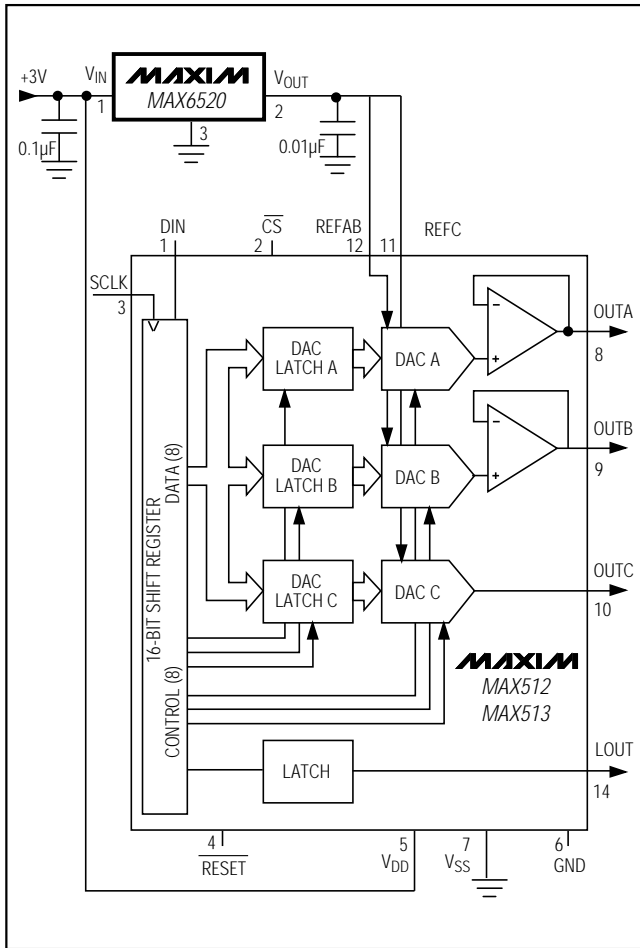 +3V
VIN
1
MAXIM
MAX6520
VOUT
2
3
0.1µF
0.01µF
DIN
1
CS
2
REFAB
12
11
REFC
SCLK
3
16-BIT SHIFT REGISTER
DATA (8)
CONTROL (8)
DAC
LATCH A
DAC A
-
+
OUTA
8
DAC
LATCH B
DAC B
-
+
OUTB
9
DAC
LATCH C
DAC C
OUTC
10
MAXIM
MAX512
MAX513
LATCH
LOUT
14
4
RESET
5
VDD
7
VSS
6
GND